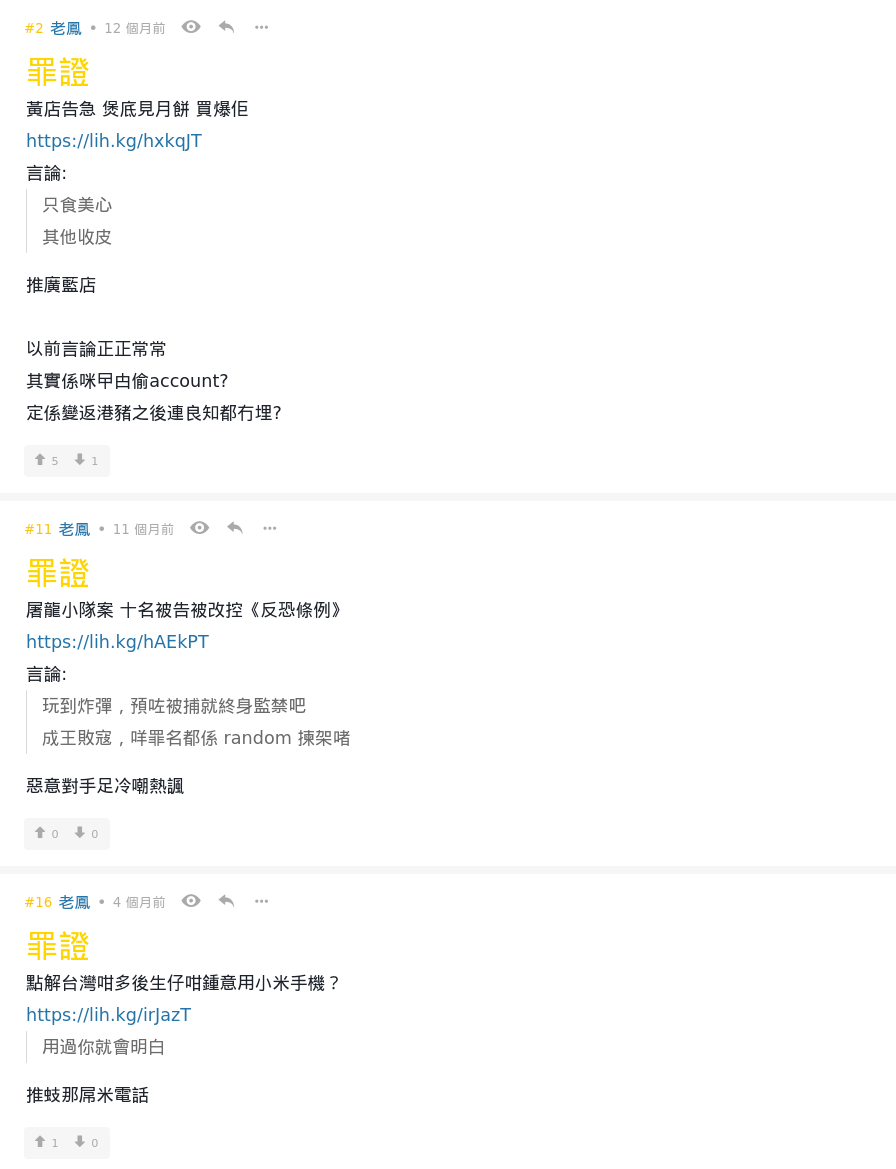 #2 老鳳 • 12 個月前
罪證
黃店告急 煲底見月餅 買爆佢
https://lih.kg/hxkqJT
言論:
只食美心
其他收皮
推廣藍店
以前言論正正常常
其實係咪曱甴偷account?
定係變返港豬之後連良知都冇埋?
5 1
#11 老鳳 • 11 個月前
罪證
屠龍小隊案 十名被告被改控《反恐條例》
https://lih.kg/hAEkPT
言論:
玩到炸彈，預咗被捕就終身監禁吧
成王敗寇，咩罪名都係 random 揀架啫
惡意對手足冷嘲熱諷
0 0
#16 老鳳 • 4 個月前
罪證
點解台灣咁多後生仔咁鍾意用小米手機？
https://lih.kg/irJazT
用過你就會明白
推蚊那屌米電話
1 0